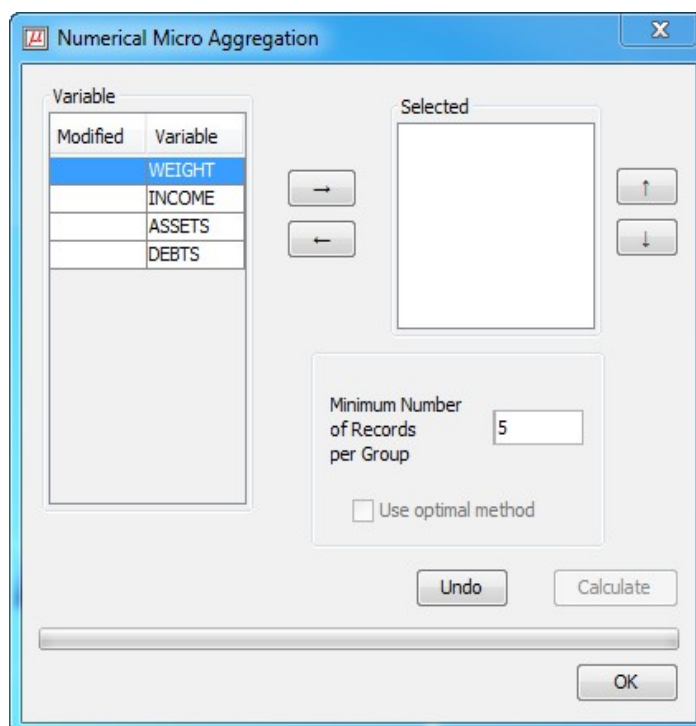 μ Numerical Micro Aggregation X
Variable
Modified Variable
WEIGHT
INCOME
ASSETS
DEBTS
→
←
Selected
↑
↓
Minimum Number
of Records
per Group
5
Use optimal method
Undo Calculate
OK